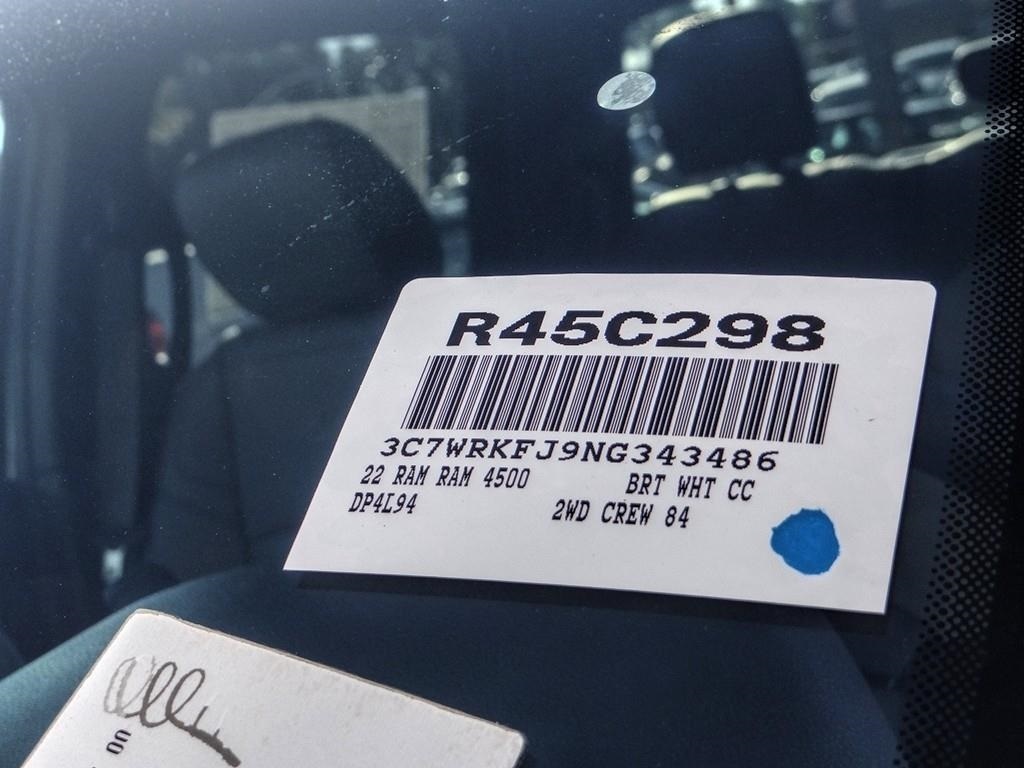 R45C298
3C7WRKFJ9NG343486
22 RAM RAM 4500 BRT WHT CC
DP4L94 2WD CREW 84